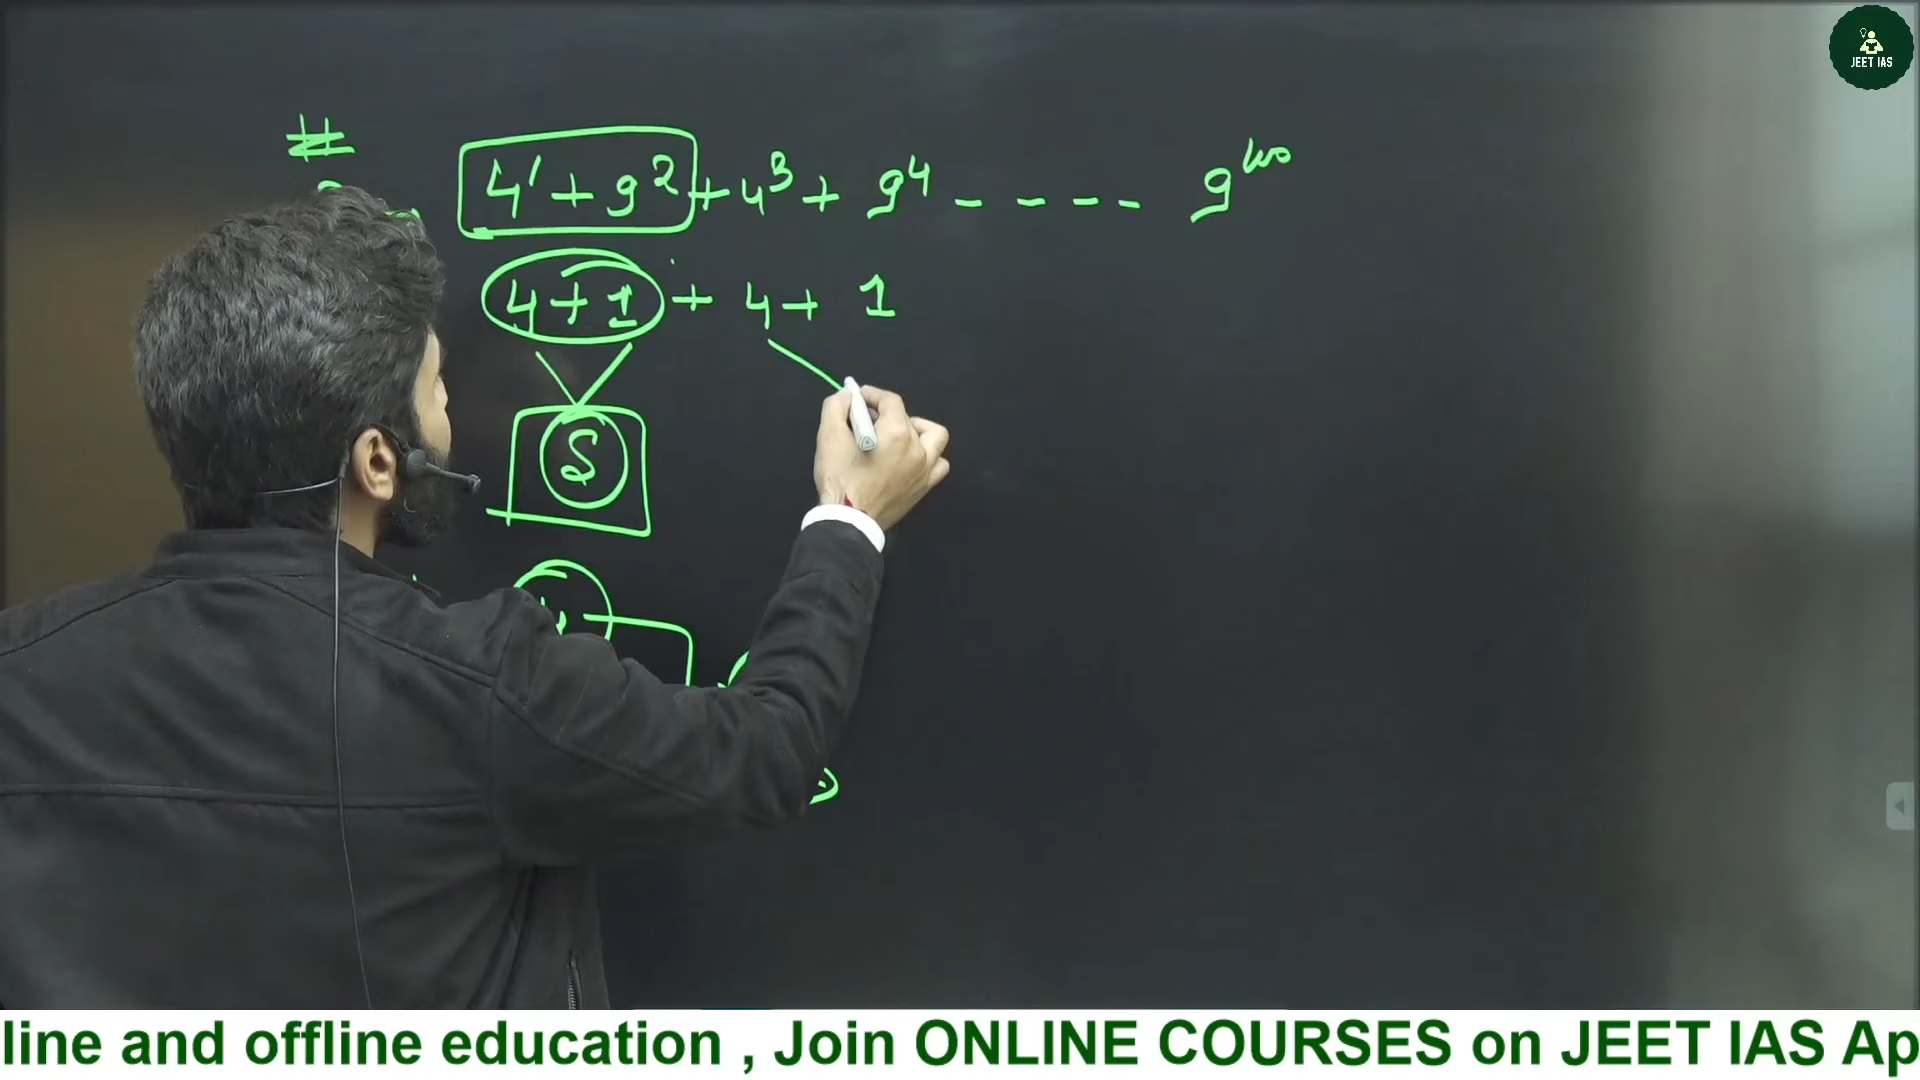 JEET IAS
#
4¹ + 9² + 4³ + 9⁴ - - - - 9¹⁰⁰
4 + 1 + 4 + 1
5
4
line and offline education , Join ONLINE COURSES on JEET IAS Ap